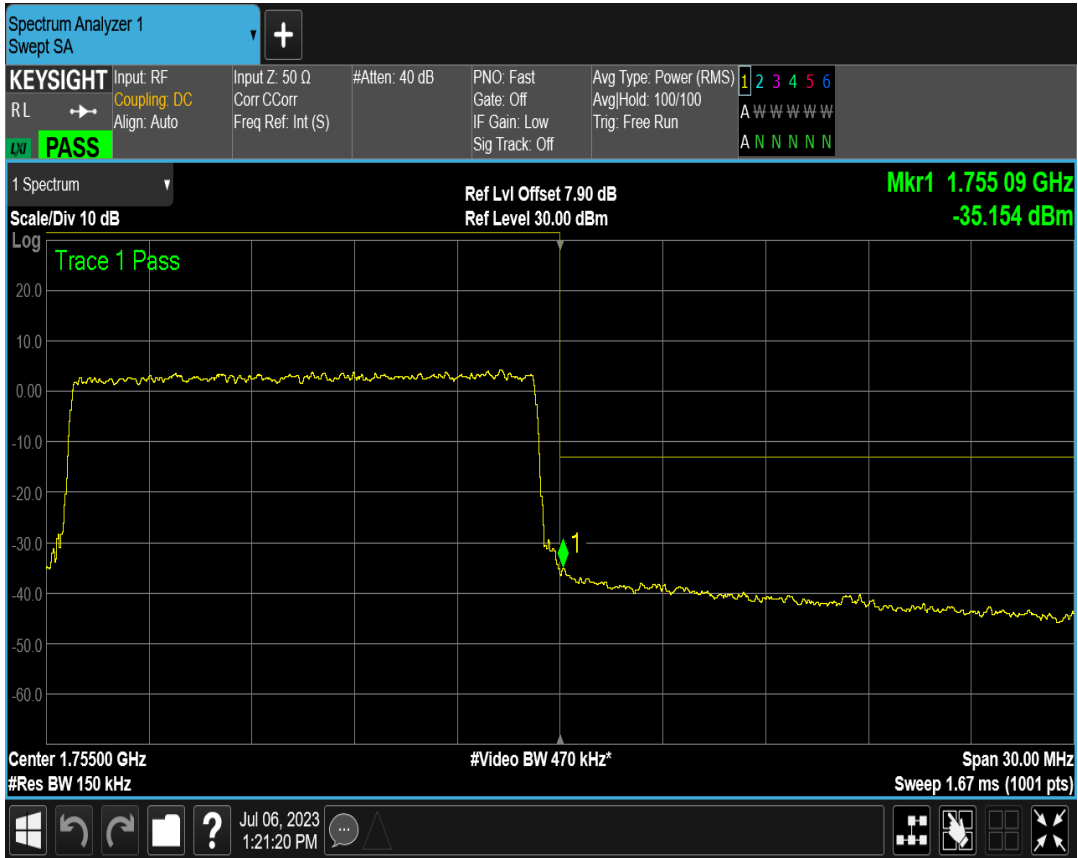 Spectrum Analyzer 1
Swept SA
KEYSIGHT
RL
LXI PASS
Input: RF
Coupling: DC
Align: Auto
Input Z: 50 Ω
Corr CCorr
Freq Ref: Int (S)
#Atten: 40 dB
PNO: Fast
Gate: Off
IF Gain: Low
Sig Track: Off
Avg Type: Power (RMS)
Avg|Hold: 100/100
Trig: Free Run
1 2 3 4 5 6
A W W W W W
A N N N N N
1 Spectrum
Scale/Div 10 dB
Ref Lvl Offset 7.90 dB
Ref Level 30.00 dBm
Mkr1 1.755 09 GHz
-35.154 dBm
Log
Trace 1 Pass
20.0
10.0
0.00
-10.0
-20.0
-30.0
1
-40.0
-50.0
-60.0
Center 1.75500 GHz
#Video BW 470 kHz*
Span 30.00 MHz
#Res BW 150 kHz
Sweep 1.67 ms (1001 pts)
Jul 06, 2023
1:21:20 PM